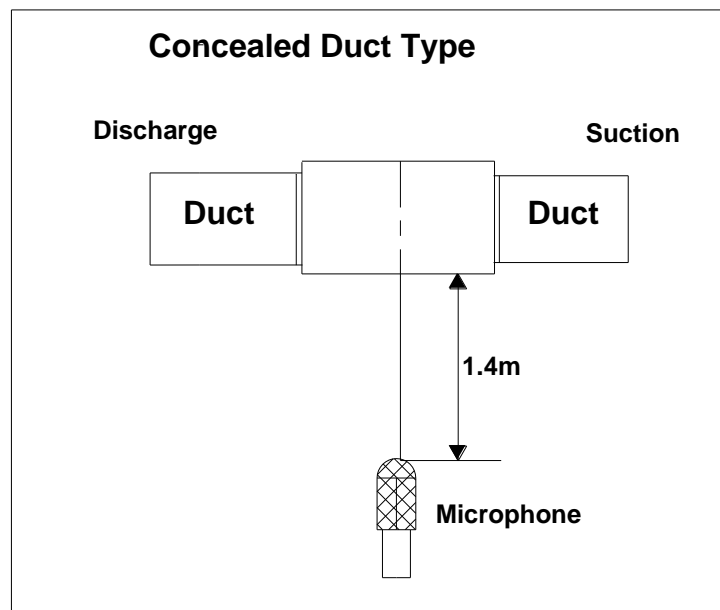 Concealed Duct Type
Discharge
Suction
Duct
Duct
1.4m
Microphone